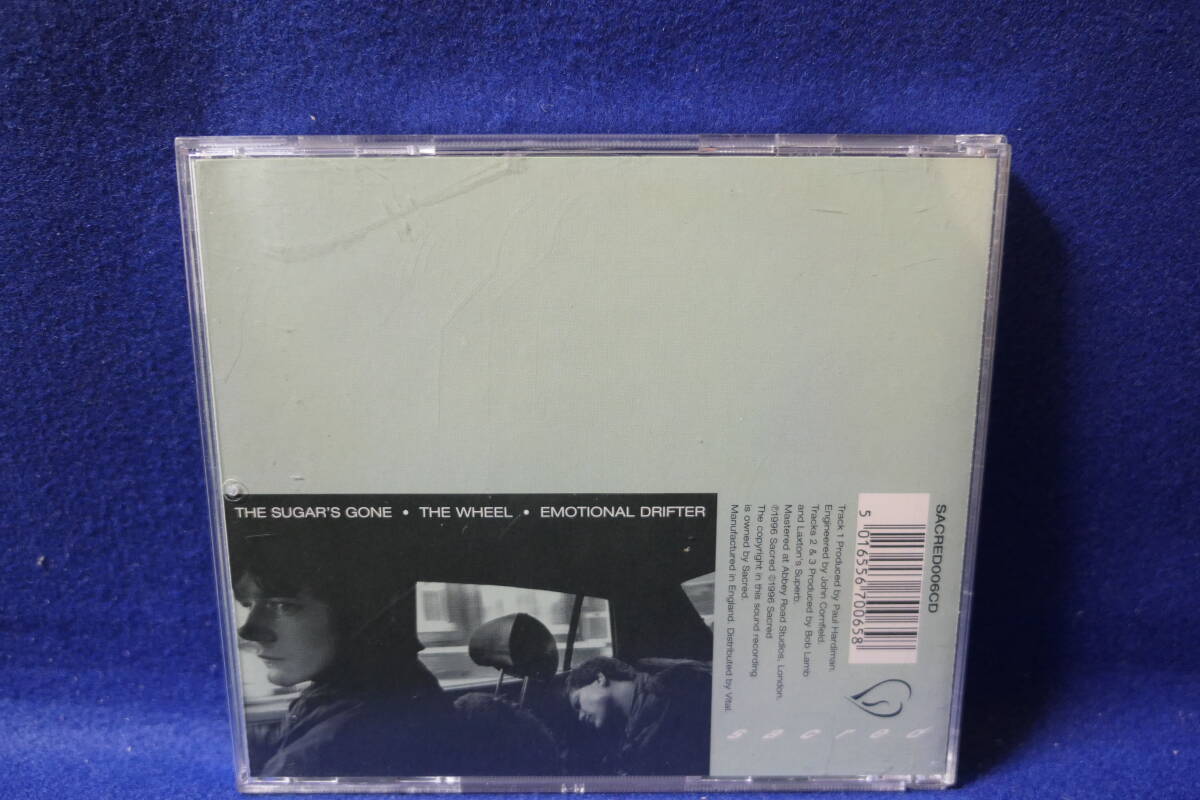 THE SUGAR'S GONE • THE WHEEL • EMOTIONAL DRIFTER
SACRED006CD
5 016556 700658
Track 1 Produced by Paul Hardiman.
Engineered by John Cornfield.
Tracks 2 & 3 Produced by Bob Lamb
and Laxton's Superb.
Mastered at Abbey Road Studios, London.
℗1996 Sacred ©1996 Sacred
The copyright in this sound recording
is owned by Sacred.
Manufactured in England. Distributed by Vital.
sacred